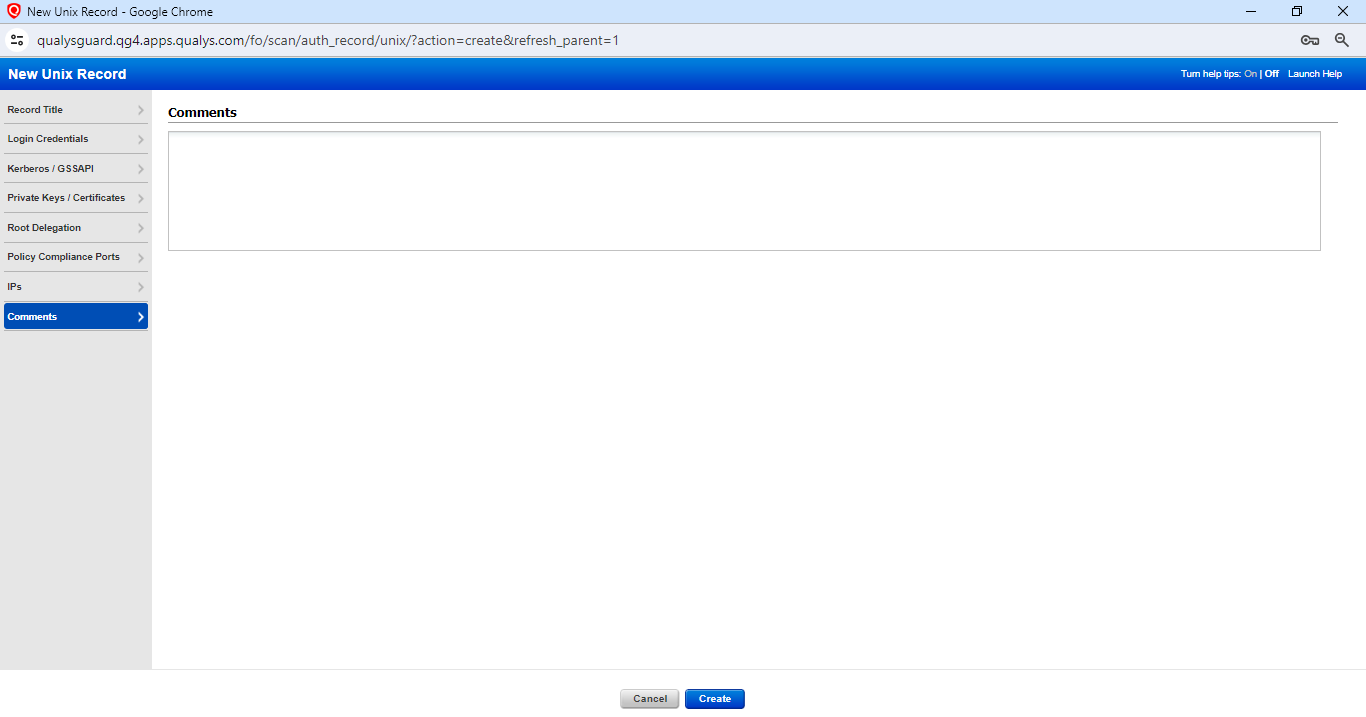 New Unix Record - Google Chrome
qualysguard.qg4.apps.qualys.com/fo/scan/auth_record/unix/?action=create&refresh_parent=1
New Unix Record
Turn help tips: On | Off Launch Help
Record Title
Login Credentials
Kerberos / GSSAPI
Private Keys / Certificates
Root Delegation
Policy Compliance Ports
IPs
Comments
Comments
Cancel Create